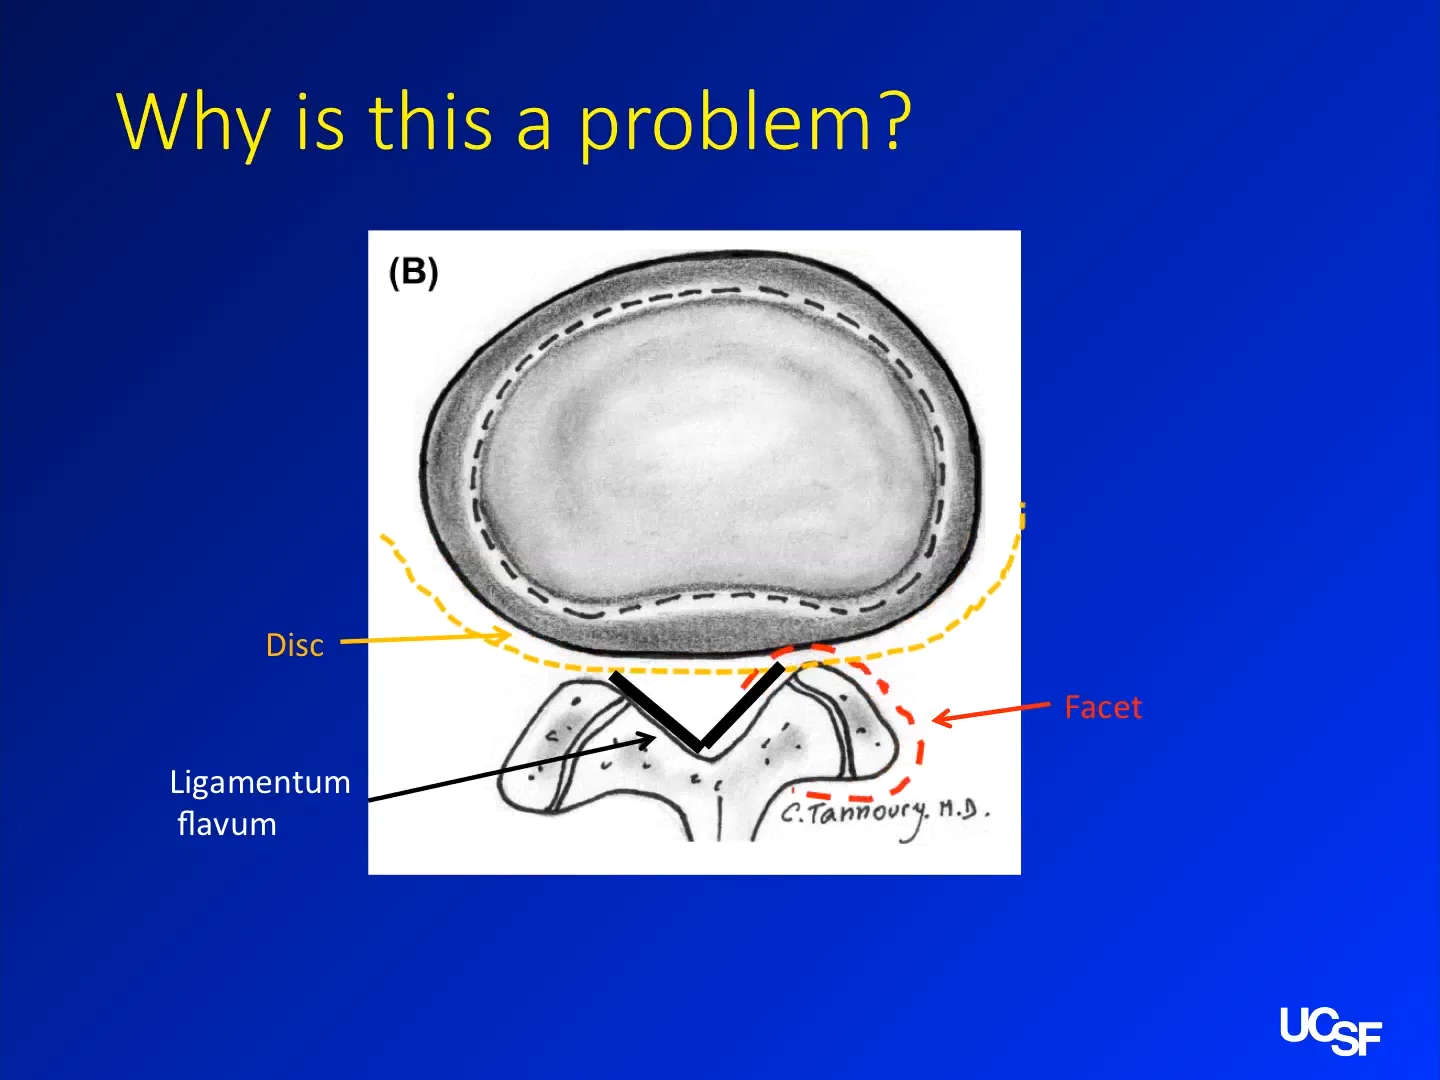 Why is this a problem?
(B)
Disc
Facet
Ligamentum
flavum
C. Tannoury. M.D.
UCSF